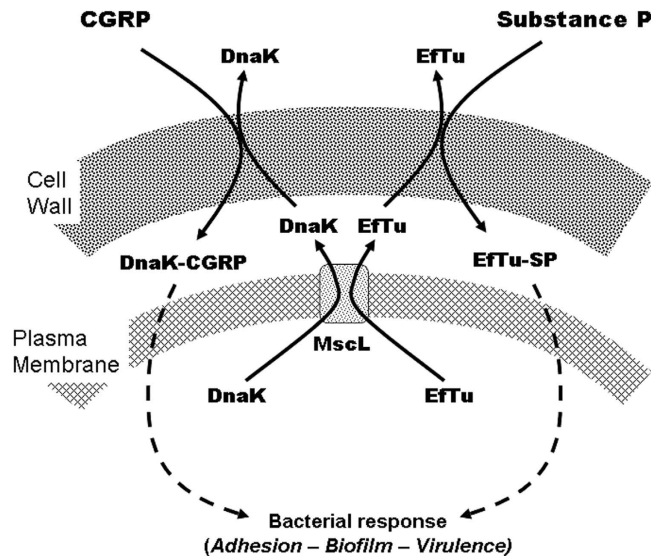 CGRP
Substance P
DnaK
EfTu
Cell
Wall
DnaK
EfTu
DnaK-CGRP
EfTu-SP
Plasma
Membrane
MscL
DnaK
EfTu
Bacterial response
(Adhesion – Biofilm – Virulence)